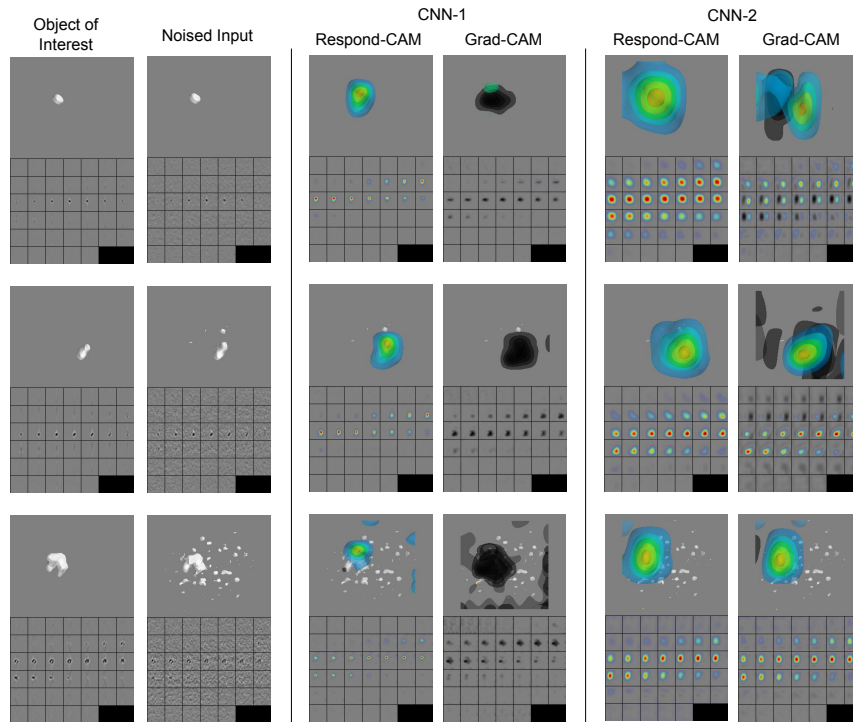 CNN-1
CNN-2
Object of
Interest
Noised Input
Respond-CAM
Grad-CAM
Respond-CAM
Grad-CAM